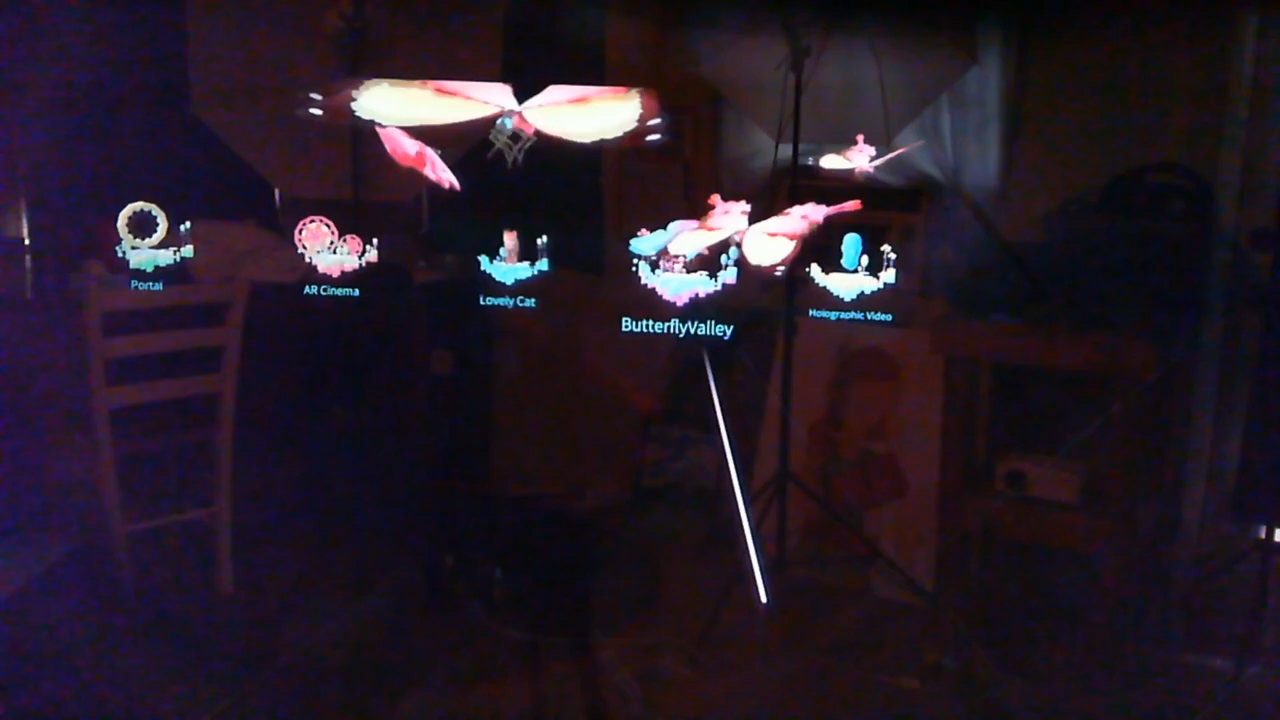 Portal
AR Cinema
Lovely Cat
ButterflyValley
Holographic Video